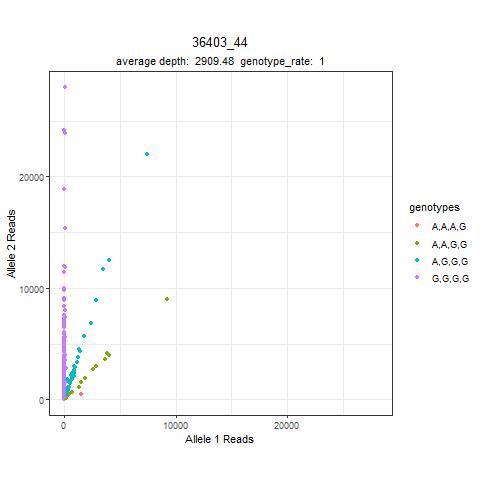 36403_44
average depth: 2909.48 genotype_rate: 1
Allele 2 Reads
20000
10000
0
0 10000 20000
Allele 1 Reads
genotypes
A,A,A,G
A,A,G,G
A,G,G,G
G,G,G,G